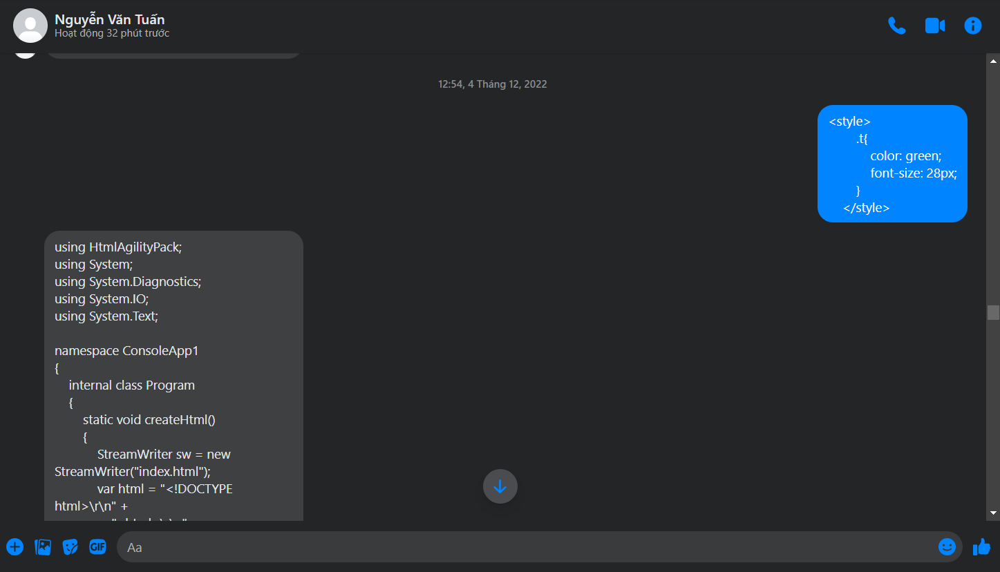 Nguyễn Văn Tuấn
Hoạt động 32 phút trước
12:54, 4 Tháng 12, 2022
<style>
.t{
color: green;
font-size: 28px;
}
</style>
using HtmlAgilityPack;
using System;
using System.Diagnostics;
using System.IO;
using System.Text;
namespace ConsoleApp1
{
internal class Program
{
static void createHtml()
{
StreamWriter sw = new
StreamWriter("index.html");
var html = "<!DOCTYPE
html>\r\n" +
GIF
Aa